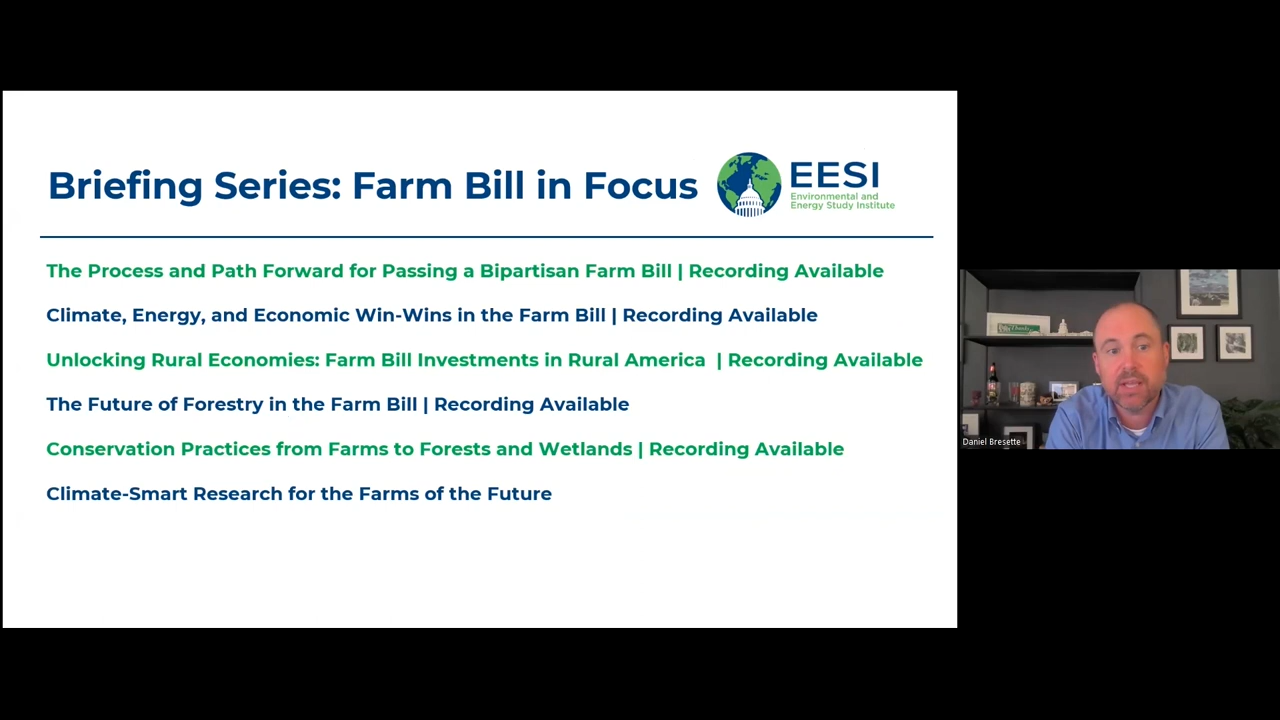 Briefing Series: Farm Bill in Focus
EESI
Environmental and
Energy Study Institute
The Process and Path Forward for Passing a Bipartisan Farm Bill | Recording Available
Climate, Energy, and Economic Win-Wins in the Farm Bill | Recording Available
Unlocking Rural Economies: Farm Bill Investments in Rural America | Recording Available
The Future of Forestry in the Farm Bill | Recording Available
Conservation Practices from Farms to Forests and Wetlands | Recording Available
Climate-Smart Research for the Farms of the Future
Daniel Bresette